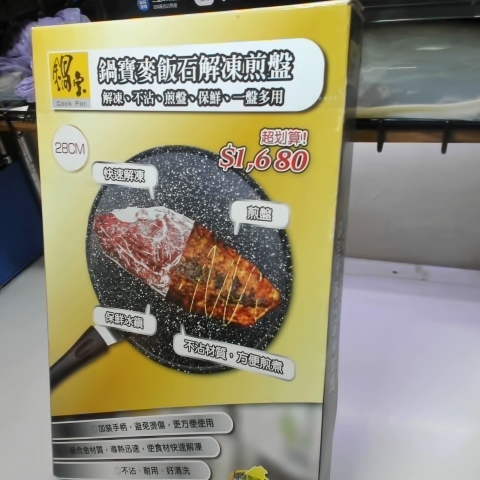 鍋寶
Cook Pot
鍋寶麥飯石解凍煎盤
解凍、不沾、煎盤、保鮮、一盤多用
28CM
超划算!
$1,680
快速解凍
煎盤
保鮮冰鎮
不沾材質，方便煎煮
加裝手柄，避免燙傷，更方便使用
鋁合金材質，導熱迅速，使食材快速解凍
不沾．耐用．好清洗